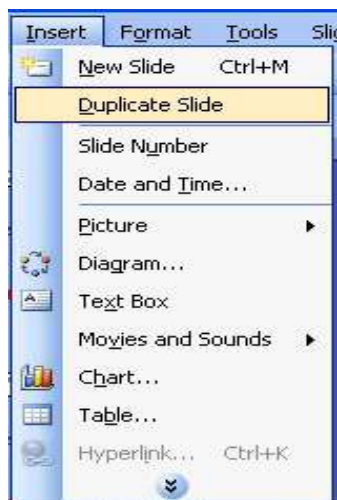 Insert Format Tools Sli
New Slide Ctrl+M
Duplicate Slide
Slide Number
Date and Time...
Picture
Diagram...
Text Box
Movies and Sounds
Chart...
Table...
Hyperlink... Ctrl+K